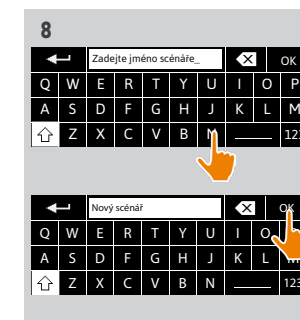 8
Zadejte jméno scénáře_ OK
Q W E R T Y U I O P
A S D F G H J K L M
Z X C V B N 123
Nový scénář OK
Q W E R T Y U I O
A S D F G H J K L M
Z X C V B N 123